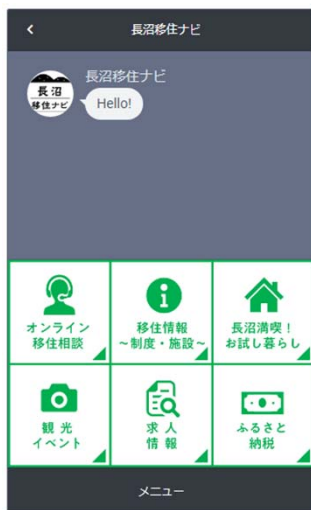 長沼移住ナビ
長沼移住ナビ
長沼
移住ナビ
Hello!
オンライン
移住相談
移住情報
~制度・施設~
長沼満喫！
お試し暮らし
観光
イベント
求人
情報
ふるさと
納税
メニュー